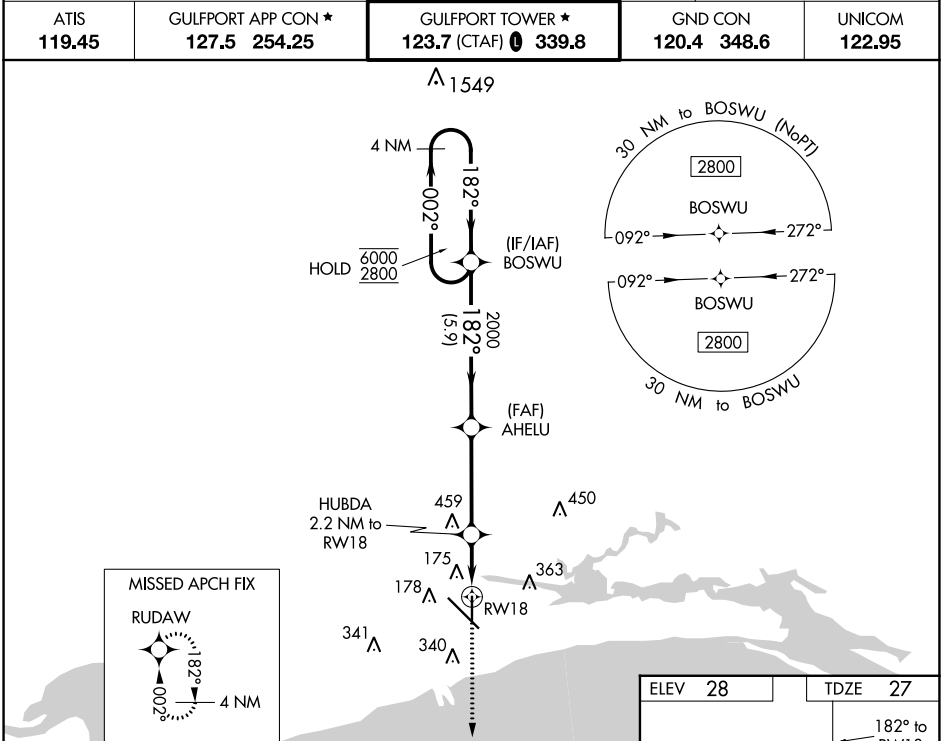 ATIS
119.45
GULFPORT APP CON ★
127.5 254.25
GULFPORT TOWER ★
123.7 (CTAF) L 339.8
GND CON
120.4 348.6
UNICOM
122.95
1549
4 NM
002°
182°
HOLD 6000
2800
(IF/IAF)
BOSWU
2000
182°
(5.9)
30 NM to BOSWU (NoPT)
2800
BOSWU
092°
272°
092°
272°
BOSWU
2800
30 NM to BOSWU
(FAF)
AHELU
HUBDA
2.2 NM to
RW18
459
450
175
363
178
RW18
341
340
MISSED APCH FIX
RUDAW
182°
002°
4 NM
ELEV 28
TDZE 27
182° to